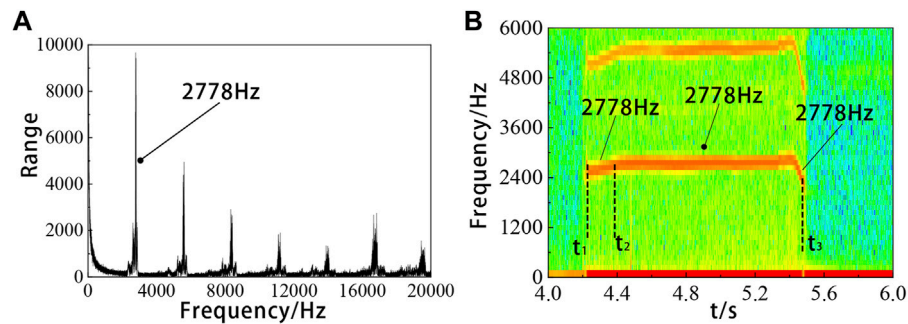 A
10000
8000
6000
4000
2000
0
Range
2778Hz
0 4000 8000 12000 16000 20000
Frequency/Hz
B
6000
4800
3600
2400
1200
0
Frequency/Hz
2778Hz
2778Hz
2778Hz
t1 t2 t3
4.0 4.4 4.8 5.2 5.6 6.0
t/s